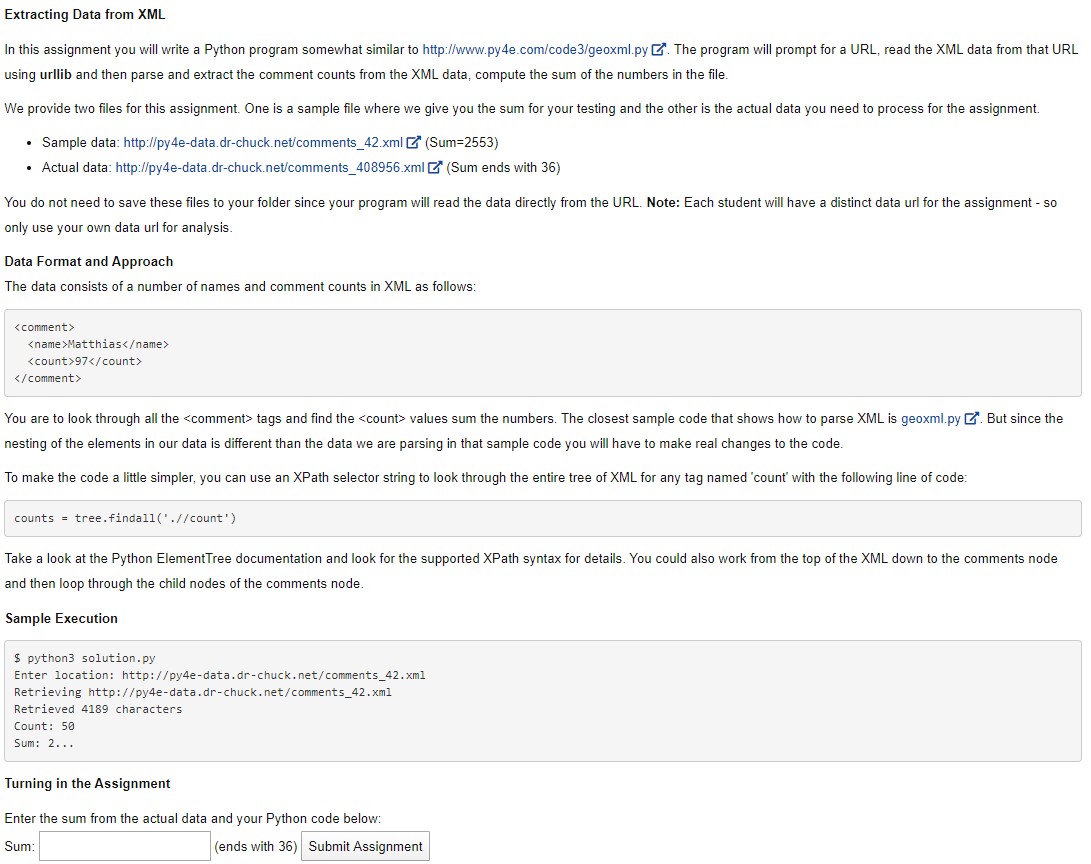 Extracting Data from XML
In this assignment you will write a Python program somewhat similar to http://www.py4e.com/code3/geoxml.py. The program will prompt for a URL, read the XML data from that URL
using urllib and then parse and extract the comment counts from the XML data, compute the sum of the numbers in the file.
We provide two files for this assignment. One is a sample file where we give you the sum for your testing and the other is the actual data you need to process for the assignment.
• Sample data: http://py4e-data.dr-chuck.net/comments_42.xml (Sum=2553)
• Actual data: http://py4e-data.dr-chuck.net/comments_408956.xml (Sum ends with 36)
You do not need to save these files to your folder since your program will read the data directly from the URL. Note: Each student will have a distinct data url for the assignment - so
only use your own data url for analysis.
Data Format and Approach
The data consists of a number of names and comment counts in XML as follows:
<comment>
  <name>Matthias</name>
  <count>97</count>
</comment>
You are to look through all the <comment> tags and find the <count> values sum the numbers. The closest sample code that shows how to parse XML is geoxml.py. But since the
nesting of the elements in our data is different than the data we are parsing in that sample code you will have to make real changes to the code.
To make the code a little simpler, you can use an XPath selector string to look through the entire tree of XML for any tag named 'count' with the following line of code:
counts = tree.findall('.//count')
Take a look at the Python ElementTree documentation and look for the supported XPath syntax for details. You could also work from the top of the XML down to the comments node
and then loop through the child nodes of the comments node.
Sample Execution
$ python3 solution.py
Enter location: http://py4e-data.dr-chuck.net/comments_42.xml
Retrieving http://py4e-data.dr-chuck.net/comments_42.xml
Retrieved 4189 characters
Count: 50
Sum: 2...
Turning in the Assignment
Enter the sum from the actual data and your Python code below:
Sum: (ends with 36) Submit Assignment